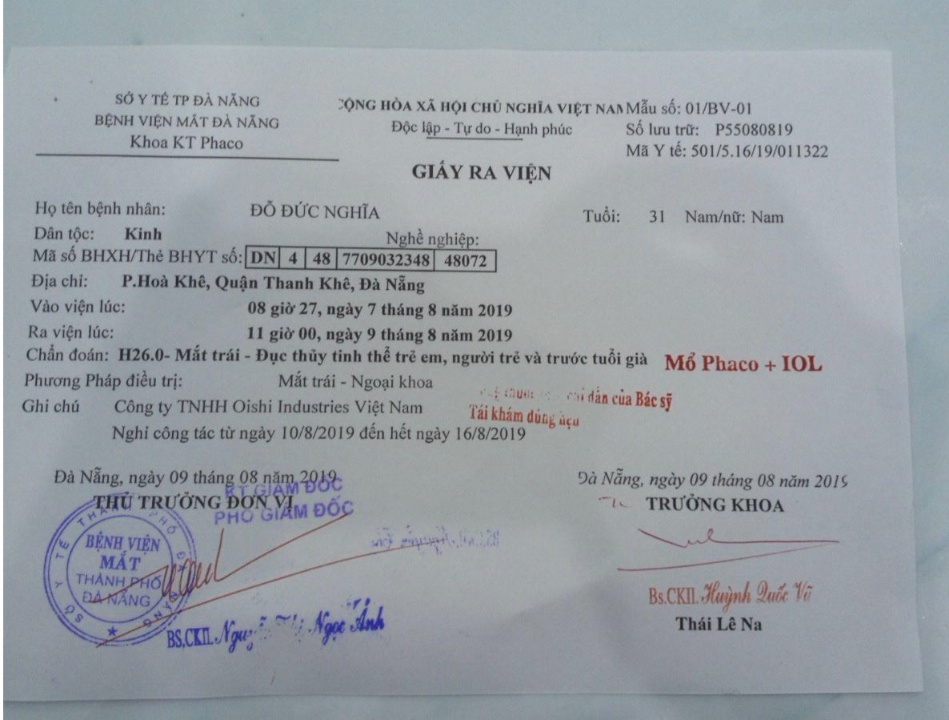 SỞ Y TẾ TP ĐÀ NẴNG
BỆNH VIỆN MẮT ĐÀ NẴNG
Khoa KT Phaco
CỘNG HÒA XÃ HỘI CHỦ NGHĨA VIỆT NAM
Độc lập - Tự do - Hạnh phúc
Mẫu số: 01/BV-01
Số lưu trữ: P55080819
Mã Y tế: 501/5.16/19/011322
GIẤY RA VIỆN
Họ tên bệnh nhân: ĐỖ ĐỨC NGHĨA Tuổi: 31 Nam/nữ: Nam
Dân tộc: Kinh Nghề nghiệp:
Mã số BHXH/Thẻ BHYT số: DN 4 48 7709032348 48072
Địa chỉ: P.Hoà Khê, Quận Thanh Khê, Đà Nẵng
Vào viện lúc: 08 giờ 27, ngày 7 tháng 8 năm 2019
Ra viện lúc: 11 giờ 00, ngày 9 tháng 8 năm 2019
Chẩn đoán: H26.0- Mắt trái - Đục thủy tinh thể trẻ em, người trẻ và trước tuổi già Mổ Phaco + IOL
Phương Pháp điều trị: Mắt trái - Ngoại khoa
dẫn của Bác sỹ
Ghi chú Công ty TNHH Oishi Industries Việt Nam
Tái khám đúng hẹn
Nghỉ công tác từ ngày 10/8/2019 đến hết ngày 16/8/2019
Đà Nẵng, ngày 09 tháng 08 năm 2019
THỦ TRƯỞNG ĐƠN VỊ
KT GIÁM ĐỐC
PHÓ GIÁM ĐỐC
SỞ Y TẾ THÀNH PHỐ ĐÀ NẴNG
BỆNH VIỆN
MẮT
THÀNH PHỐ
ĐÀ NẴNG
BS.CKII. Nguyễn Thị Ngọc Ánh
Đà Nẵng, ngày 09 tháng 08 năm 2019
TRƯỞNG KHOA
Bs.CKII. Huỳnh Quốc Vũ
Thái Lê Na